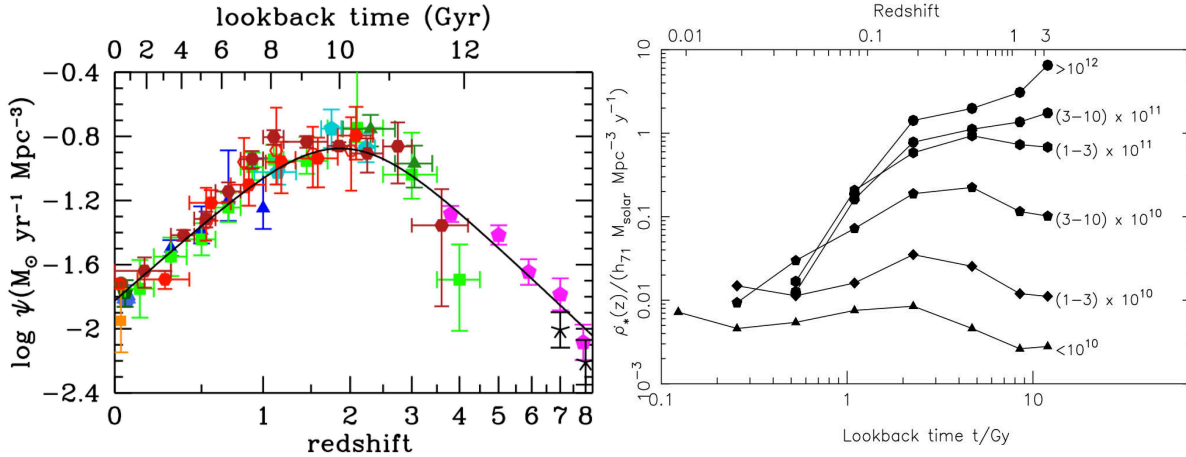 lookback time (Gyr)
0 2 4 6 8 10 12
-0.4
-0.8
-1.2
-1.6
-2
-2.4
log ψ(M⊙ yr⁻¹ Mpc⁻³)
0 1 2 3 4 5 6 7 8
redshift
Redshift
0.01 0.1 1 3
10
1
0.1
0.01
10⁻³
ρ̇*(z)/(h₇₁ M_solar Mpc⁻³ y⁻¹)
>10¹²
(3-10) x 10¹¹
(1-3) x 10¹¹
(3-10) x 10¹⁰
(1-3) x 10¹⁰
<10¹⁰
0.1 1 10
Lookback time t/Gy